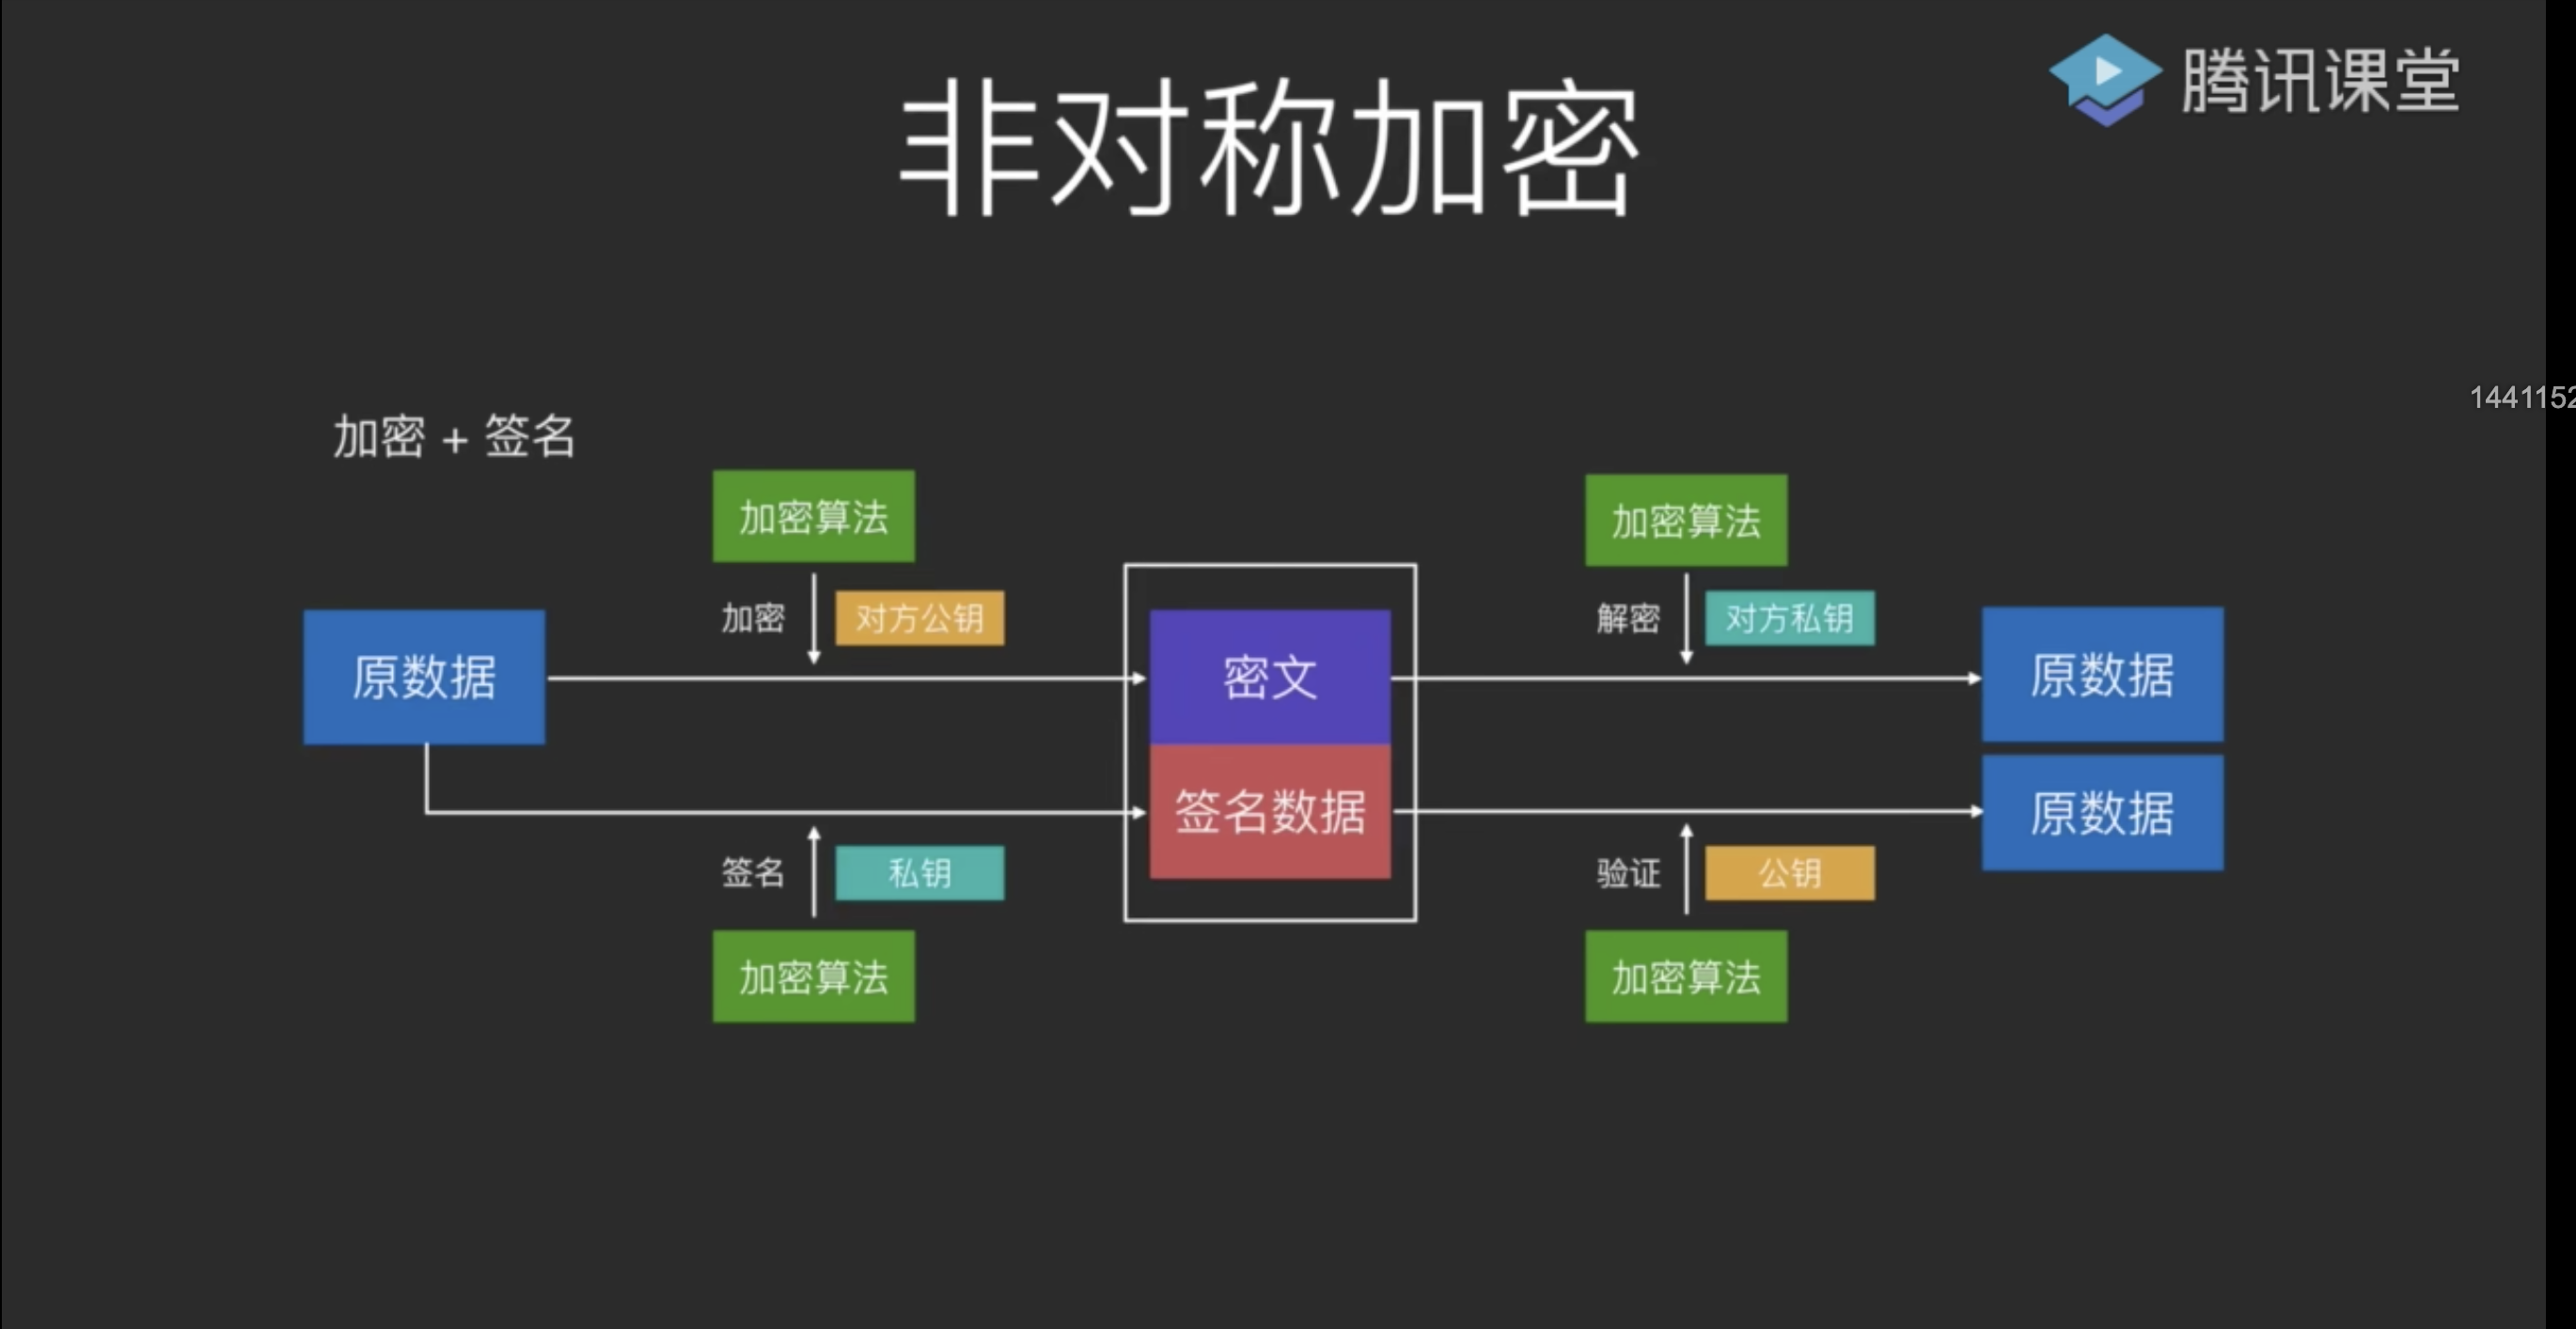 腾讯课堂
非对称加密
1441152
加密 + 签名
加密算法
加密算法
加密
对方公钥
解密
对方私钥
原数据
密文
原数据
签名数据
原数据
签名
私钥
验证
公钥
加密算法
加密算法